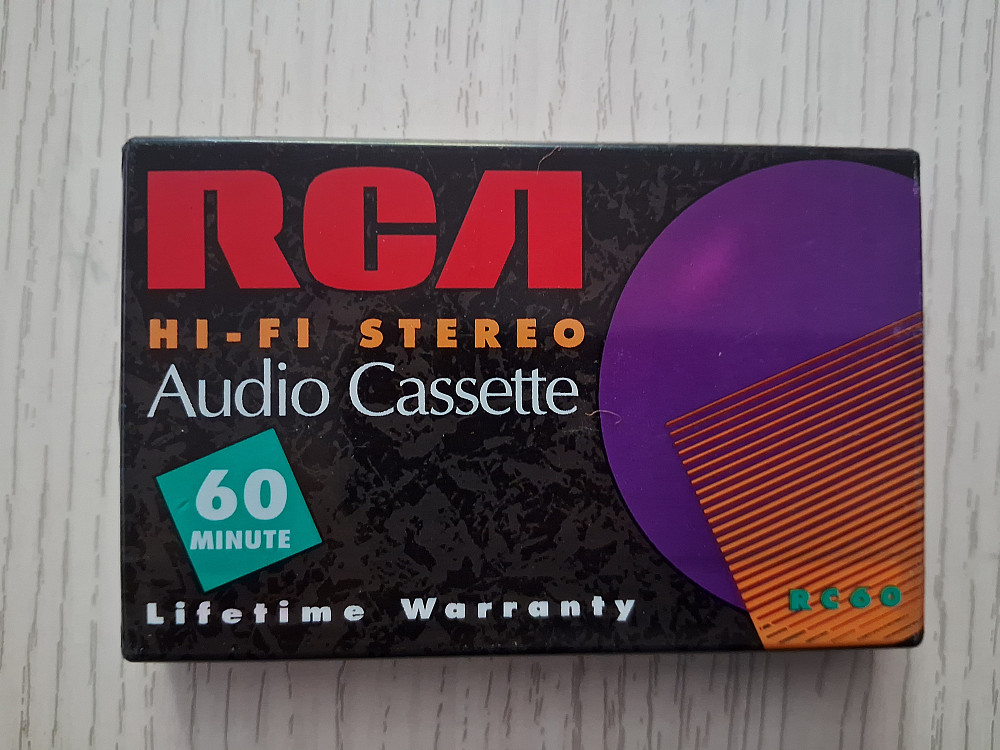 RCA
HI-FI STEREO
Audio Cassette
60
MINUTE
Lifetime Warranty
RC60